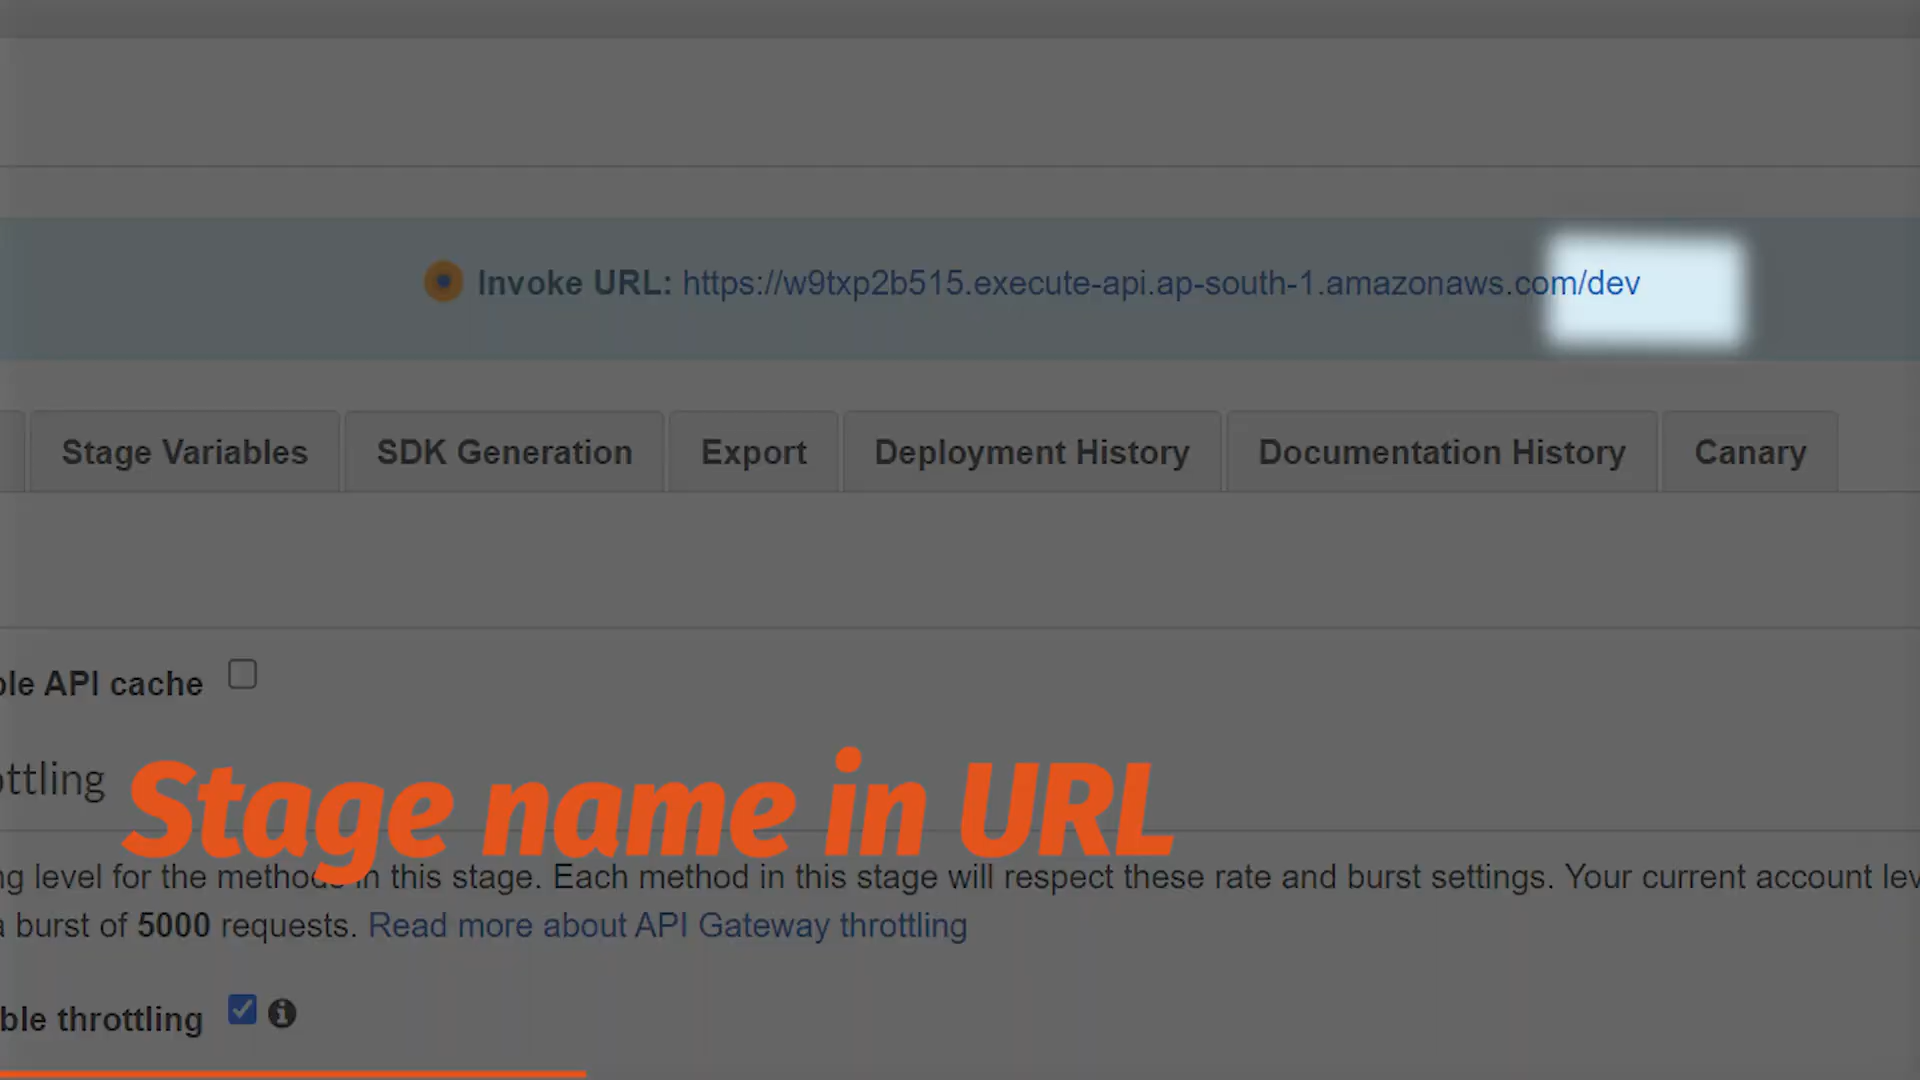 Invoke URL: https://w9txp2b515.execute-api.ap-south-1.amazonaws.com/dev
Stage Variables SDK Generation Export Deployment History Documentation History Canary
ble API cache
ottling
Stage name in URL
ng level for the methods in this stage. Each method in this stage will respect these rate and burst settings. Your current account lev
a burst of 5000 requests. Read more about API Gateway throttling
ble throttling